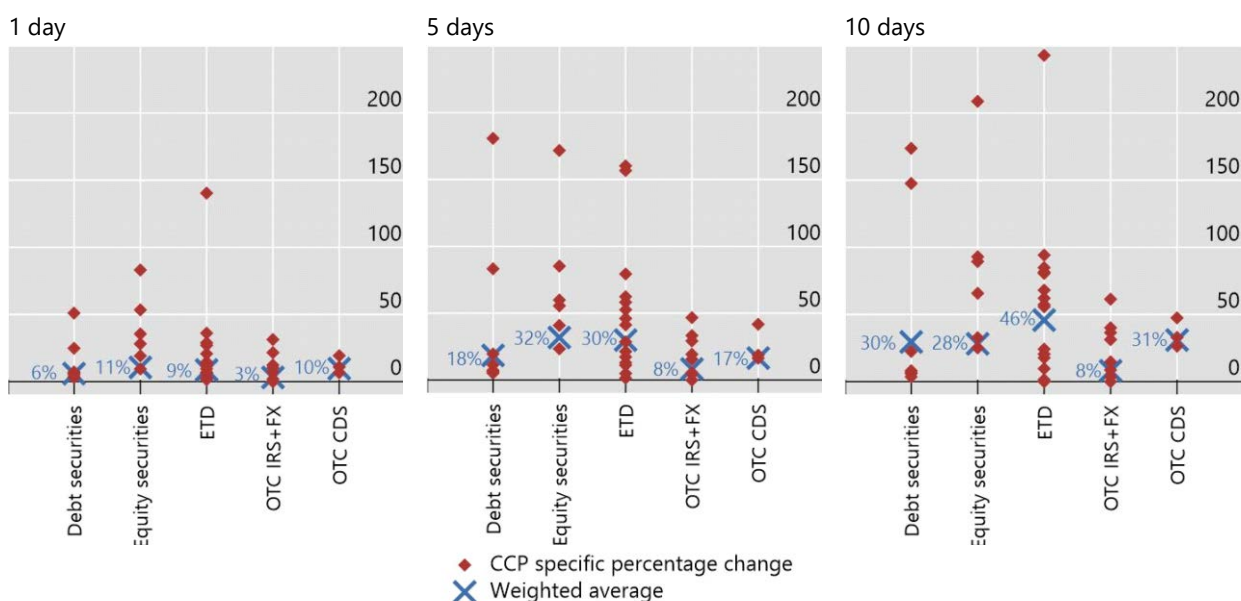 1 day
5 days
10 days
200
150
100
50
0
6%
11%
9%
3%
10%
Debt securities
Equity securities
ETD
OTC IRS+FX
OTC CDS
200
150
100
50
0
18%
32%
30%
8%
17%
Debt securities
Equity securities
ETD
OTC IRS+FX
OTC CDS
200
150
100
50
0
30%
28%
46%
8%
31%
Debt securities
Equity securities
ETD
OTC IRS+FX
OTC CDS
CCP specific percentage change
Weighted average